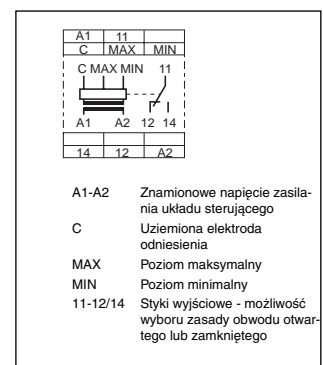 A1 11
C MAX MIN
C MAX MIN 11
A1 A2 12 14
14 12 A2
A1-A2 Znamionowe napięcie zasila-
nia układu sterującego
C Uziemiona elektroda
odniesienia
MAX Poziom maksymalny
MIN Poziom minimalny
11-12/14 Styki wyjściowe - możliwość
wyboru zasady obwodu otwar-
tego lub zamkniętego